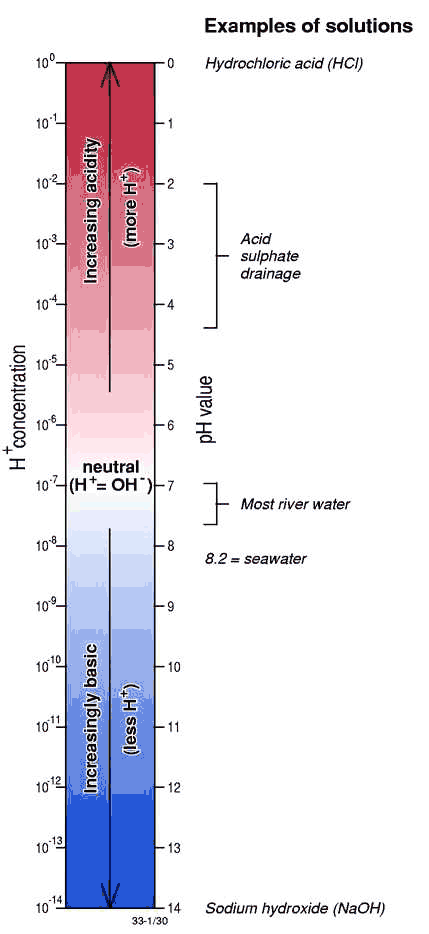 Examples of solutions
10⁰ 0 Hydrochloric acid (HCl)
10⁻¹ 1
10⁻² 2
10⁻³ 3
Acid
sulphate
drainage
10⁻⁴ 4
10⁻⁵ 5
10⁻⁶ 6
10⁻⁷ 7
10⁻⁸ 8
10⁻⁹ 9
10⁻¹⁰ 10
10⁻¹¹ 11
10⁻¹² 12
10⁻¹³ 13
10⁻¹⁴ 14
Increasing acidity
(more H⁺)
H⁺concentration
pH value
neutral
(H⁺= OH⁻)
Most river water
8.2 = seawater
Increasingly basic
(less H⁺)
Sodium hydroxide (NaOH)
33-1/30